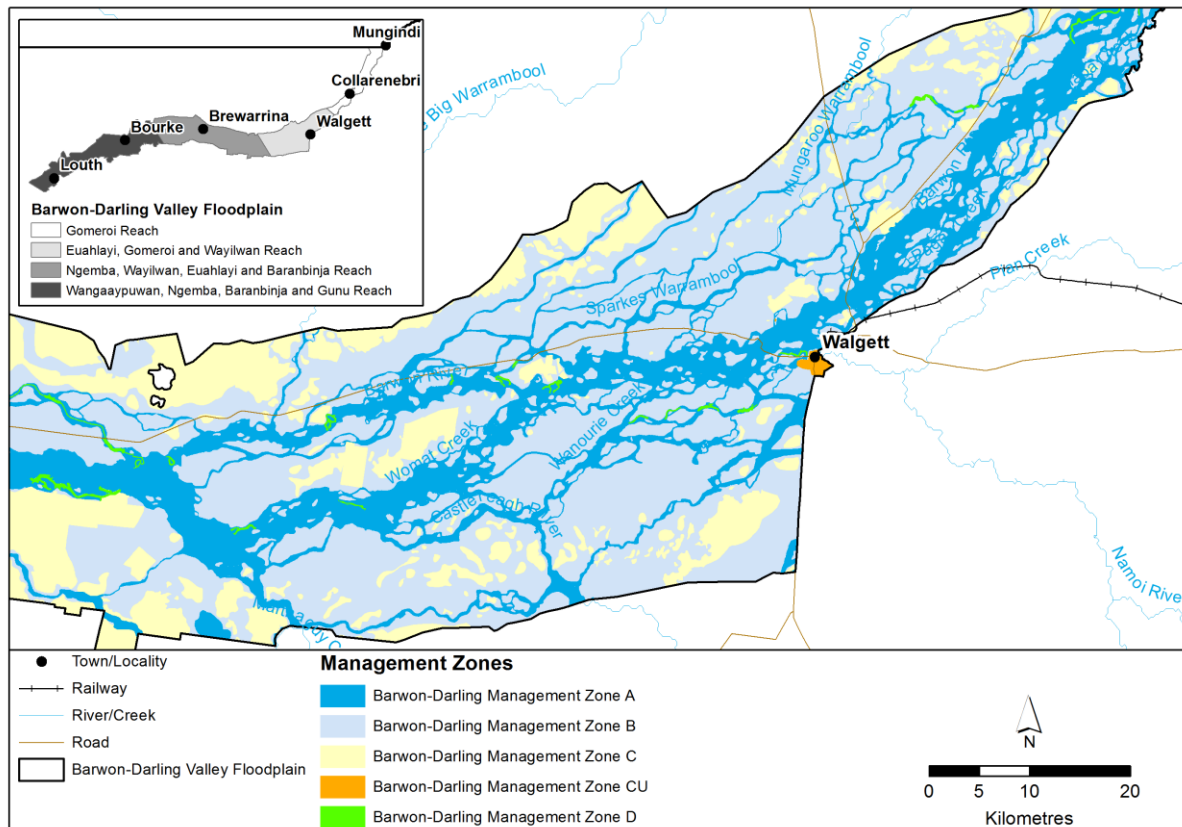 Mungindi
Collarenebri
Brewarrina
Walgett
Bourke
Louth
Barwon-Darling Valley Floodplain
Gomeroi Reach
Euahlayi, Gomeroi and Wayilwan Reach
Ngemba, Wayilwan, Euahlayi and Baranbinja Reach
Wangaaypuwan, Ngemba, Baranbinja and Gunu Reach
Big Warrambool
Mungaroo Warrambool
Barwon R
Creek
Pian Creek
Sparkes Warrambool
Walgett
Barwon River
Womat Creek
Wanourie Creek
Castlereagh River
Namoi River
Marthaguy C
Town/Locality
Railway
River/Creek
Road
Barwon-Darling Valley Floodplain
Management Zones
Barwon-Darling Management Zone A
Barwon-Darling Management Zone B
Barwon-Darling Management Zone C
Barwon-Darling Management Zone CU
Barwon-Darling Management Zone D
N
0 5 10 20
Kilometres